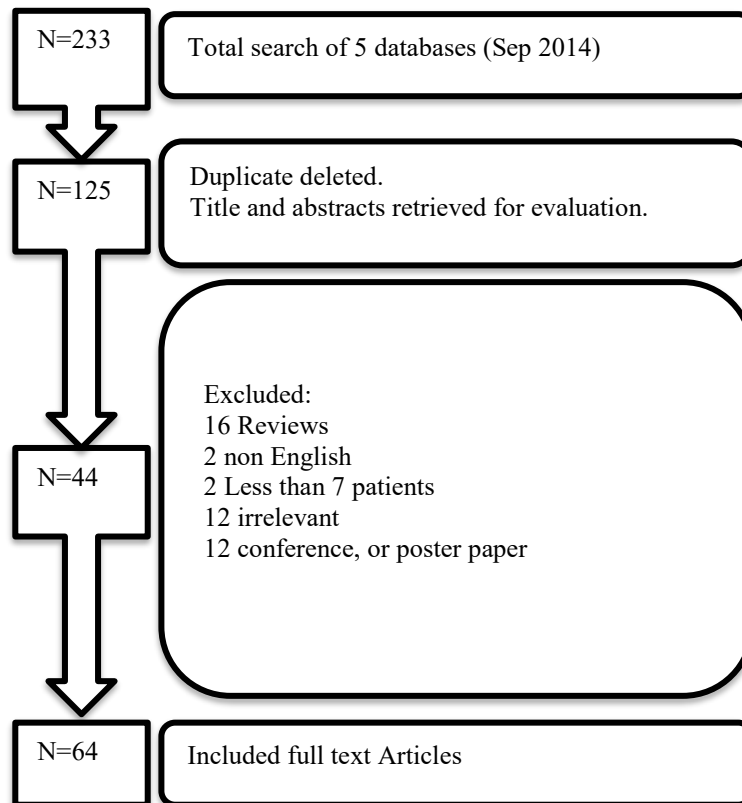 N=233
Total search of 5 databases (Sep 2014)
N=125
Duplicate deleted.
Title and abstracts retrieved for evaluation.
Excluded:
16 Reviews
2 non English
2 Less than 7 patients
12 irrelevant
12 conference, or poster paper
N=44
N=64
Included full text Articles